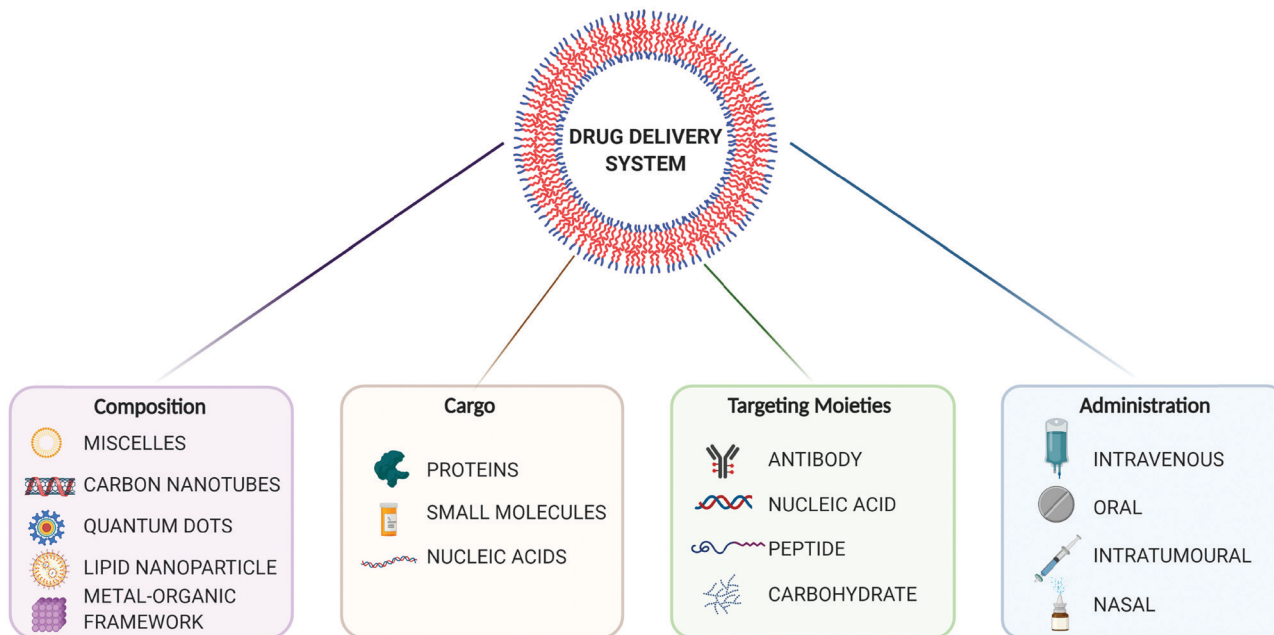 DRUG DELIVERY
SYSTEM
Composition
MISCELLES
CARBON NANOTUBES
QUANTUM DOTS
LIPID NANOPARTICLE
METAL-ORGANIC
FRAMEWORK
Cargo
PROTEINS
SMALL MOLECULES
NUCLEIC ACIDS
Targeting Moieties
ANTIBODY
NUCLEIC ACID
PEPTIDE
CARBOHYDRATE
Administration
INTRAVENOUS
ORAL
INTRATUMOURAL
NASAL